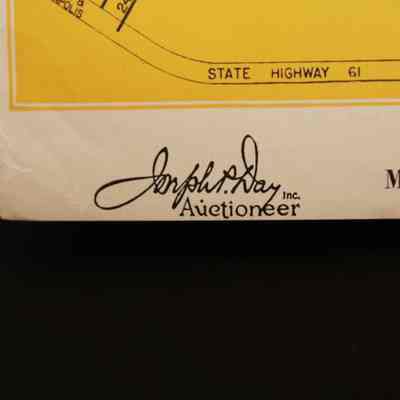 STATE HIGHWAY 61
Joseph P. Day Inc.
Auctioneer
M